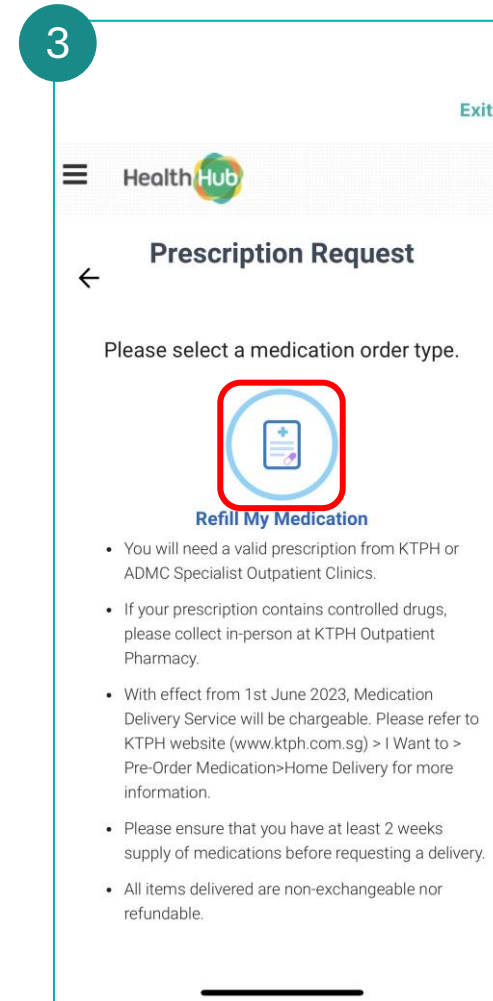 3
Exit
HealthHub
Prescription Request
Please select a medication order type.
Refill My Medication
• You will need a valid prescription from KTPH or
ADMC Specialist Outpatient Clinics.
• If your prescription contains controlled drugs,
please collect in-person at KTPH Outpatient
Pharmacy.
• With effect from 1st June 2023, Medication
Delivery Service will be chargeable. Please refer to
KTPH website (www.ktph.com.sg) > I Want to >
Pre-Order Medication>Home Delivery for more
information.
• Please ensure that you have at least 2 weeks
supply of medications before requesting a delivery.
• All items delivered are non-exchangeable nor
refundable.